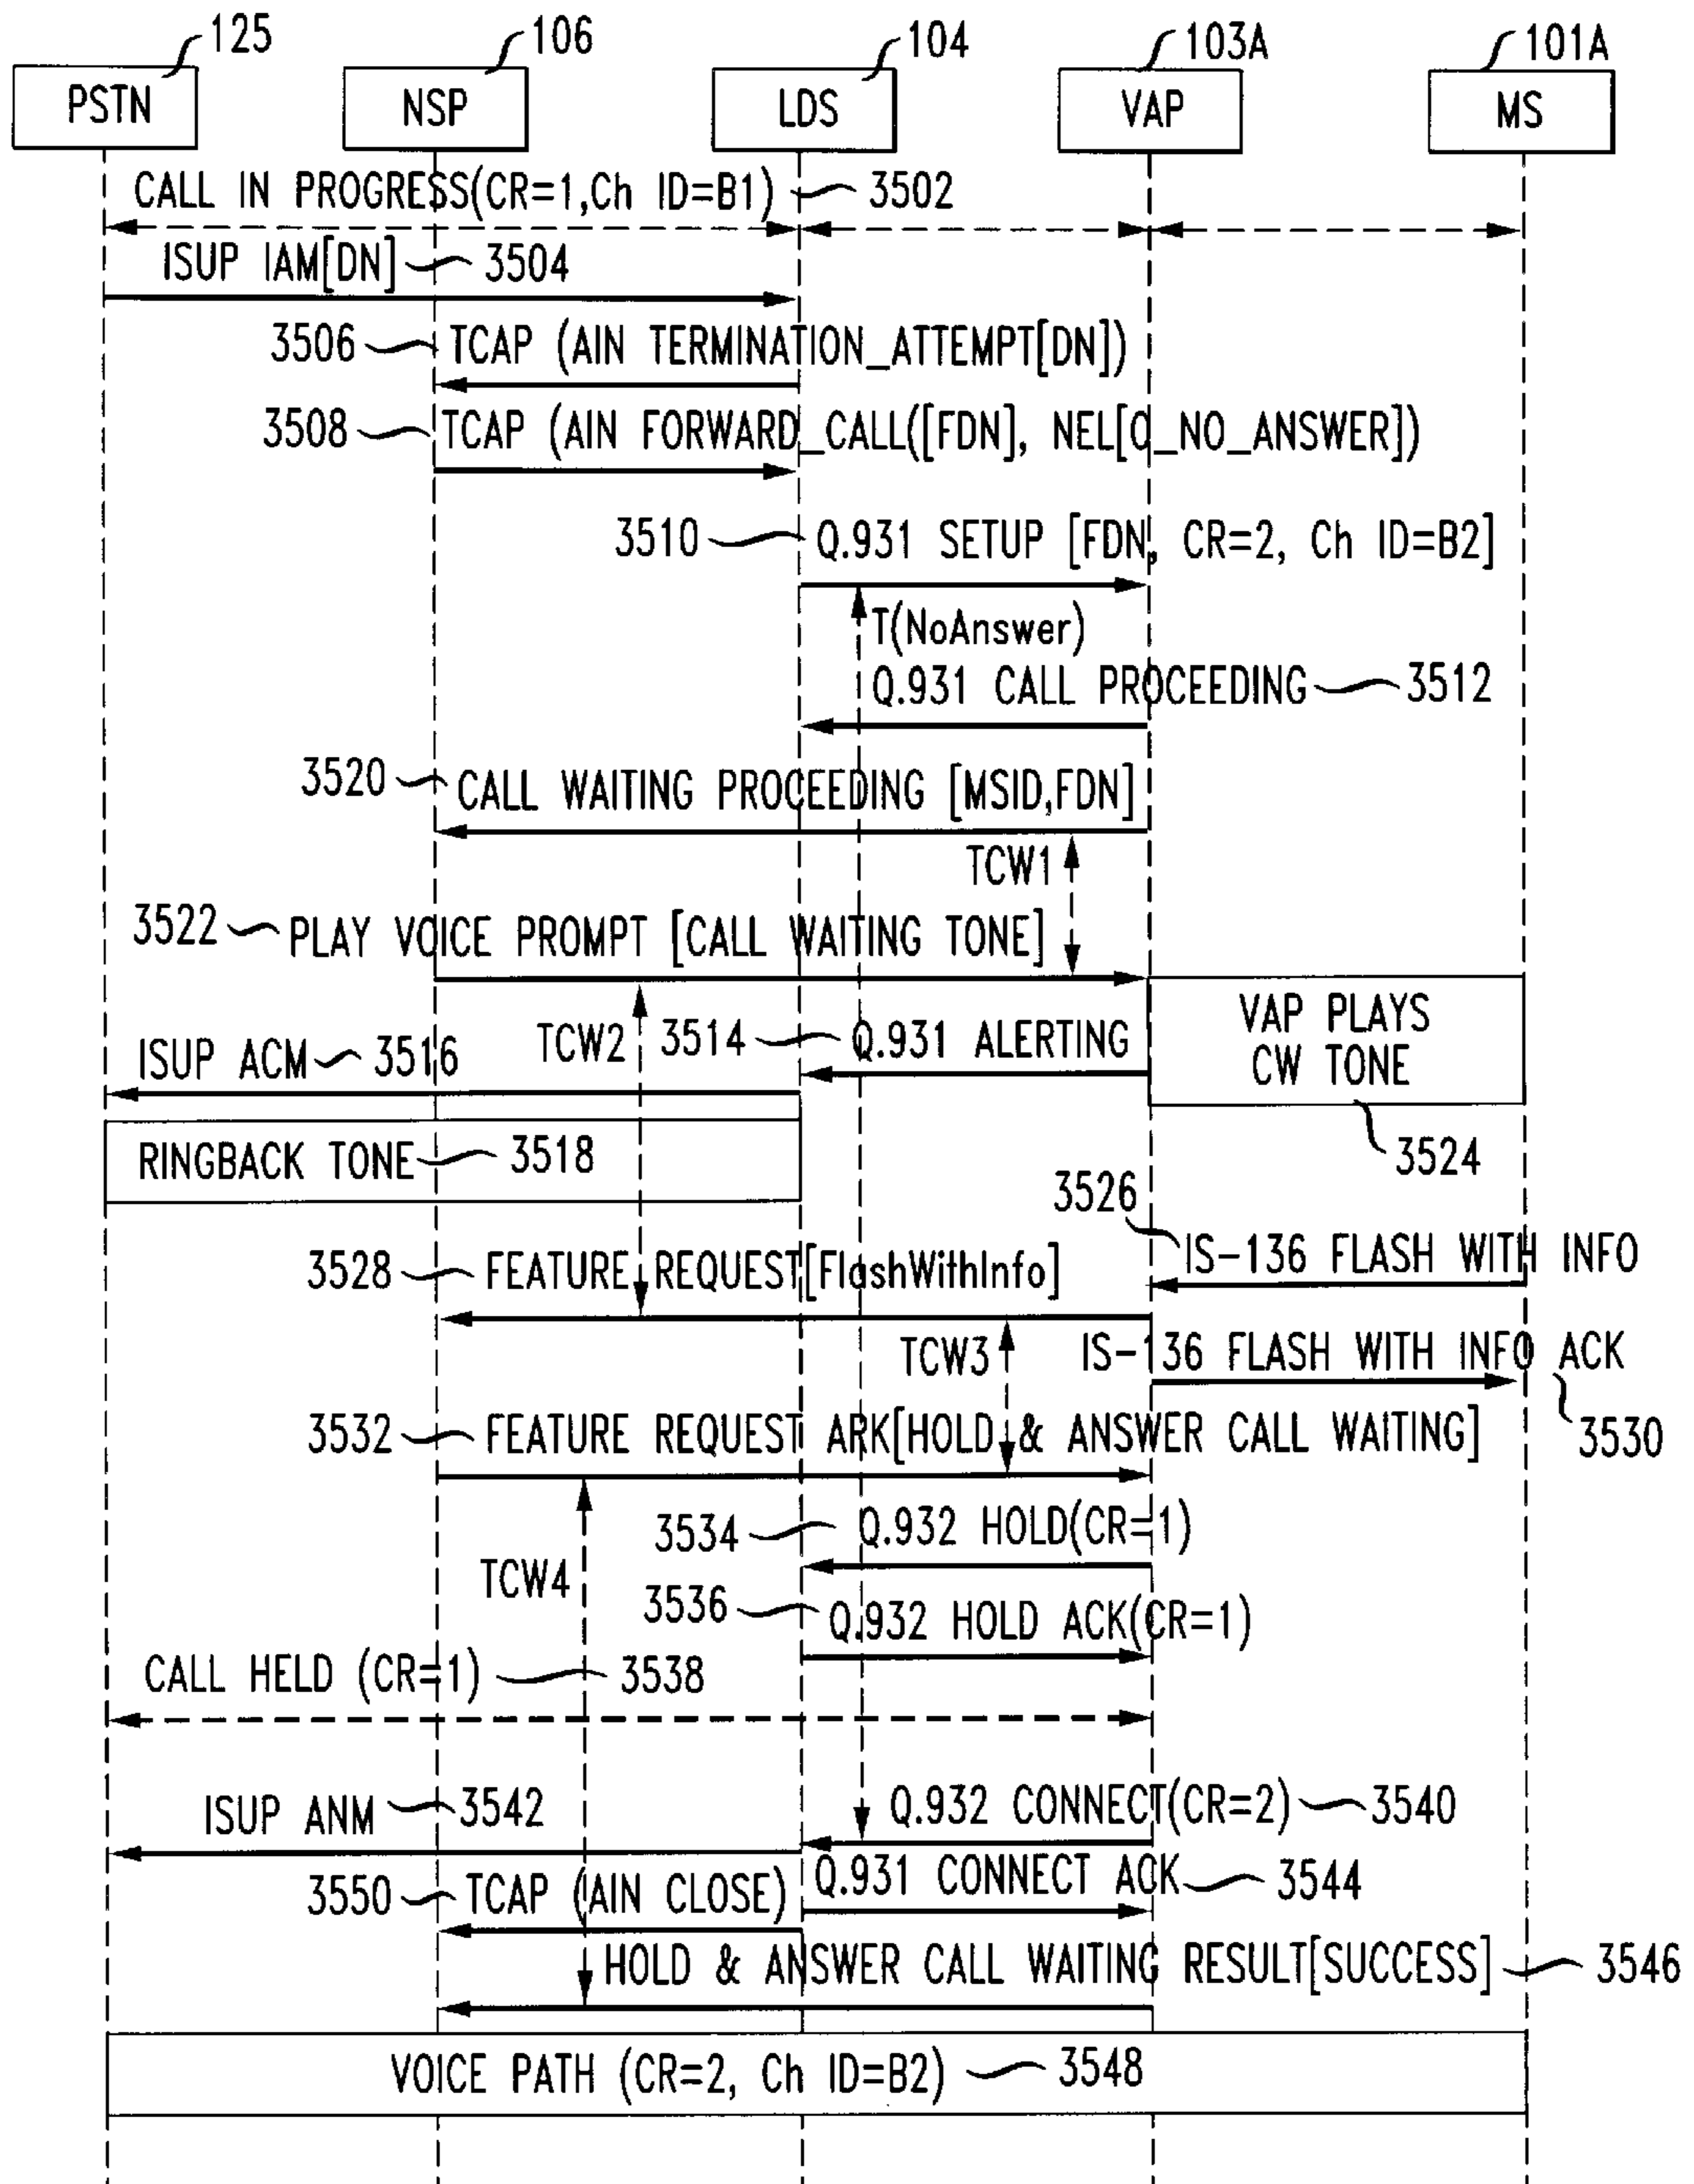 125 106 104 103A 101A
PSTN NSP LDS VAP MS
CALL IN PROGRESS(CR=1,Ch ID=B1) 3502
ISUP IAM[DN] 3504
3506 TCAP (AIN TERMINATION_ATTEMPT[DN])
3508 TCAP (AIN FORWARD_CALL([FDN], NEL[O_NO_ANSWER])
3510 Q.931 SETUP [FDN, CR=2, Ch ID=B2]
T(NoAnswer)
Q.931 CALL PROCEEDING 3512
3520 CALL WAITING PROCEEDING [MSID,FDN]
TCW1
3522 PLAY VOICE PROMPT [CALL WAITING TONE]
VAP PLAYS
CW TONE
TCW2 3514 Q.931 ALERTING
ISUP ACM 3516
RINGBACK TONE 3518
3524
3526
IS-136 FLASH WITH INFO
3528 FEATURE REQUEST[FlashWithInfo]
TCW3 IS-136 FLASH WITH INFO ACK
3530
3532 FEATURE REQUEST ARK[HOLD & ANSWER CALL WAITING]
3534 Q.932 HOLD(CR=1)
TCW4
3536 Q.932 HOLD ACK(CR=1)
CALL HELD (CR=1) 3538
Q.932 CONNECT(CR=2) 3540
ISUP ANM 3542
Q.931 CONNECT ACK 3544
3550 TCAP (AIN CLOSE)
HOLD & ANSWER CALL WAITING RESULT[SUCCESS] 3546
VOICE PATH (CR=2, Ch ID=B2) 3548